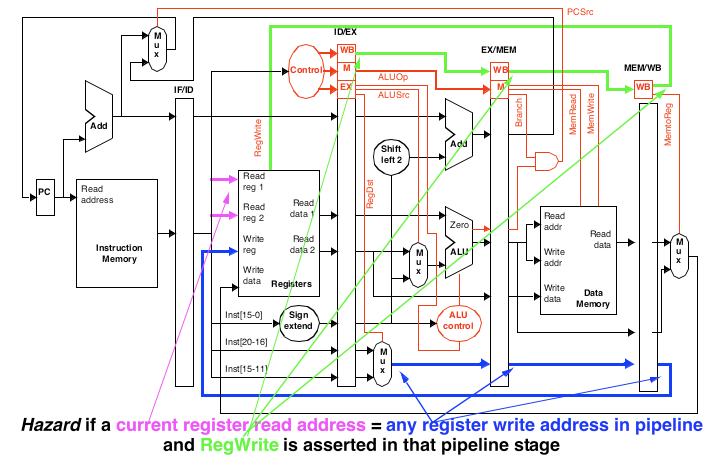 PCSrc
M
u
x
ID/EX
WB
EX/MEM
Control
M
WB
MEM/WB
IF/ID
ALUOp
EX
M
WB
ALUSrc
Add
RegWrite
Add
Branch
MemRead
MemWrite
MemtoReg
Shift
left 2
PC
Read
address
Instruction
Memory
Read
reg 1
Read
reg 2
Write
reg
Write
data
Read
data 1
Read
data 2
Registers
RegDst
Zero
ALU
M
u
x
Read
addr
Write
addr
Write
data
Read
data
Data
Memory
M
u
x
Inst[15-0]
Sign
extend
ALU
control
Inst[20-16]
Inst[15-11]
M
u
x
Hazard if a current register read address = any register write address in pipeline
and RegWrite is asserted in that pipeline stage